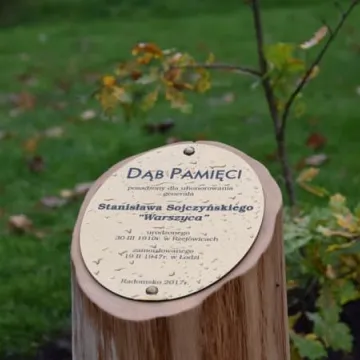 DĄB PAMIĘCI
posadzony dla uhonorowania
generała
Stanisława Sojczyńskiego
"Warszyca"
urodzonego
30 III 1910r. w Rzejowicach
zamordowanego
19 II 1947r. w Łodzi
Radomsko 2017r.